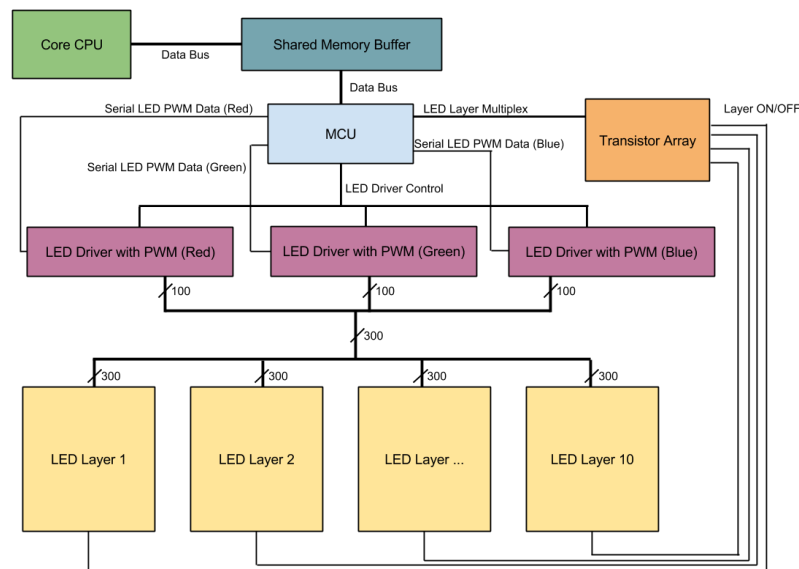 Core CPU
Data Bus
Shared Memory Buffer
Data Bus
Serial LED PWM Data (Red)
MCU
LED Layer Multiplex
Transistor Array
Layer ON/OFF
Serial LED PWM Data (Green)
Serial LED PWM Data (Blue)
LED Driver Control
LED Driver with PWM (Red)
LED Driver with PWM (Green)
LED Driver with PWM (Blue)
100
100
100
300
300
300
300
300
LED Layer 1
LED Layer 2
LED Layer ...
LED Layer 10